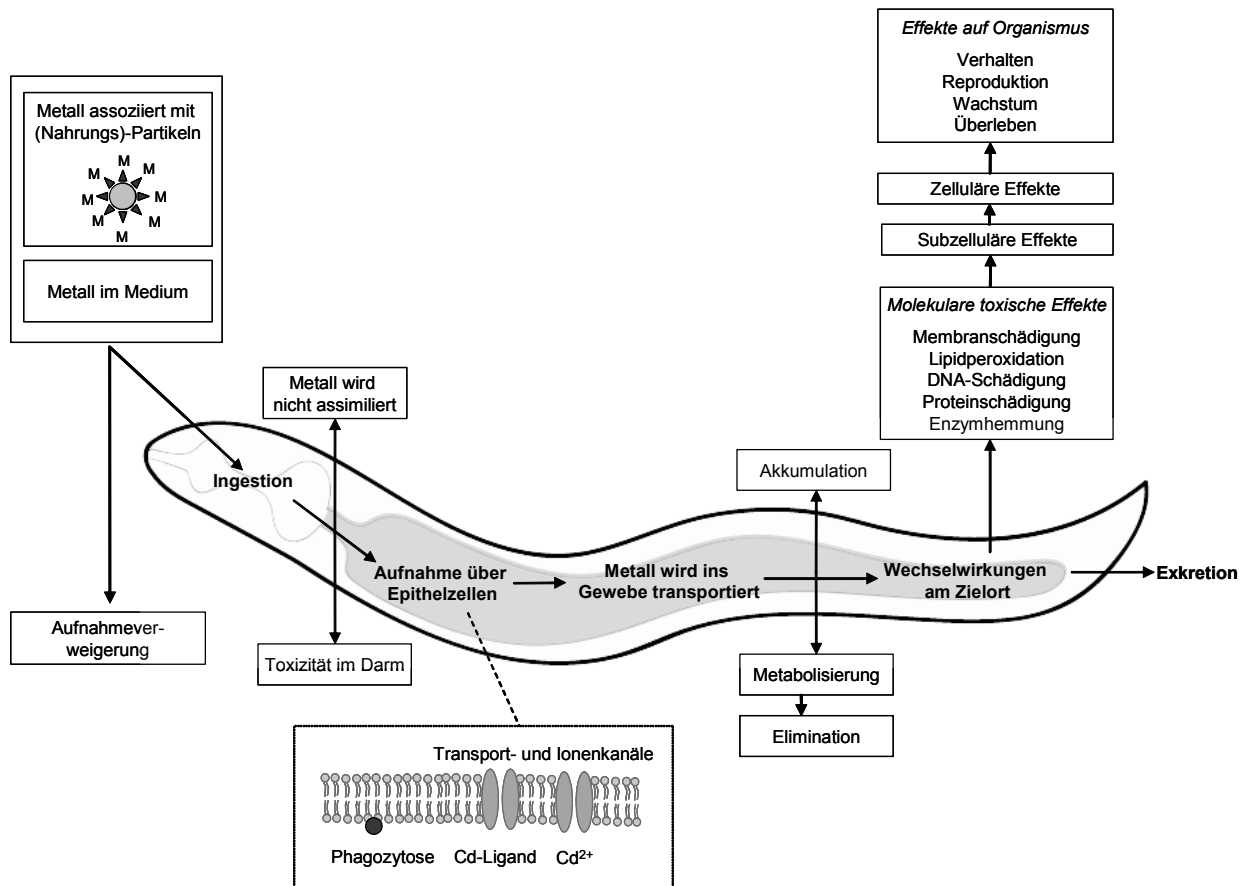 Metall assoziiert mit
(Nahrungs)-Partikeln
M
M
M
M
M
M
M
M
M
Metall im Medium
Aufnahmever-
weigerung
Metall wird
nicht assimiliert
Ingestion
Aufnahme über
Epithelzellen
Toxizität im Darm
Transport- und Ionenkanäle
Phagozytose
Cd-Ligand
Cd²⁺
Metall wird ins
Gewebe transportiert
Akkumulation
Metabolisierung
Elimination
Wechselwirkungen
am Zielort
Exkretion
Effekte auf Organismus
Verhalten
Reproduktion
Wachstum
Überleben
Zelluläre Effekte
Subzelluläre Effekte
Molekulare toxische Effekte
Membranschädigung
Lipidperoxidation
DNA-Schädigung
Proteinschädigung
Enzymhemmung